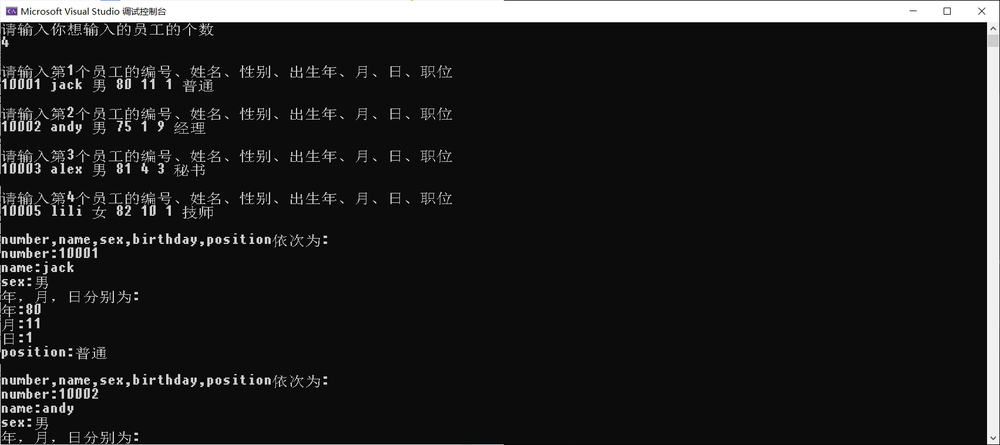 Microsoft Visual Studio 调试控制台
请输入你想输入的员工的个数
4
请输入第1个员工的编号、姓名、性别、出生年、月、日、职位
10001 jack 男 80 11 1 普通
请输入第2个员工的编号、姓名、性别、出生年、月、日、职位
10002 andy 男 75 1 9 经理
请输入第3个员工的编号、姓名、性别、出生年、月、日、职位
10003 alex 男 81 4 3 秘书
请输入第4个员工的编号、姓名、性别、出生年、月、日、职位
10005 lili 女 82 10 1 技师
number,name,sex,birthday,position依次为:
number:10001
name:jack
sex:男
年，月，日分别为:
年:80
月:11
日:1
position:普通
number,name,sex,birthday,position依次为:
number:10002
name:andy
sex:男
年，月，日分别为: